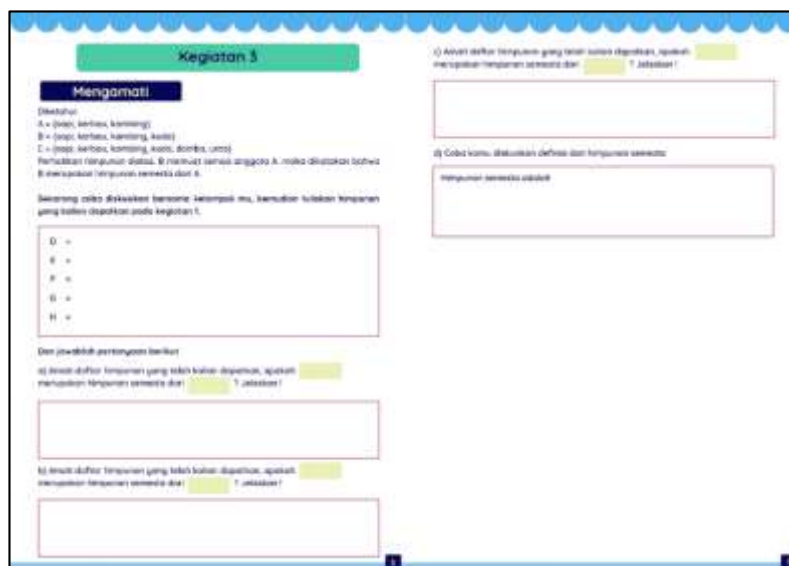 Kegiatan 3
Mengamati
Diketahui:
A = {sapi, kerbau, kambing}
B = {sapi, kerbau, kambing, kuda}
C = {sapi, kerbau, kambing, kuda, domba, unta}
Perhatikan himpunan diatas. B memuat semua anggota A. maka dikatakan bahwa
B merupakan himpunan semesta dari A.
Sekarang coba diskusikan bersama kelompok mu, kemudian tuliskan himpunan
yang kalian dapatkan pada kegiatan 1.
D =
E =
F =
G =
H =
Dan jawablah pertanyaan berikut
a) Amati daftar himpunan yang telah kalian dapatkan, apakah
merupakan himpunan semesta dari ? Jelaskan !
b) Amati daftar himpunan yang telah kalian dapatkan, apakah
merupakan himpunan semesta dari ? Jelaskan !
c) Amati daftar himpunan yang telah kalian dapatkan, apakah
merupakan himpunan semesta dari ? Jelaskan !
d) Coba kamu diskusikan definisi dari himpunan semesta
Himpunan semesta adalah